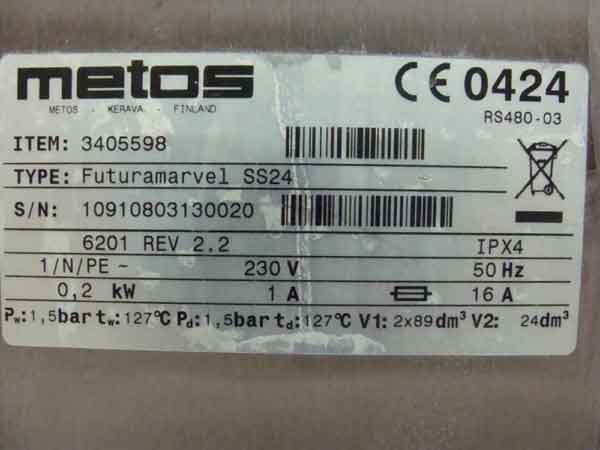 metos
METOS - KERAVA - FINLAND
CE 0424
RS480-03
ITEM: 3405598
TYPE: Futuramarvel SS24
S/N: 10910803130020
6201 REV 2.2 IPX4
1/N/PE ~ 230 V 50 Hz
0,2 kW 1 A 16 A
Pw:1,5bar tw:127°C Pd:1,5bar td:127°C V1: 2x89dm³ V2: 24dm³